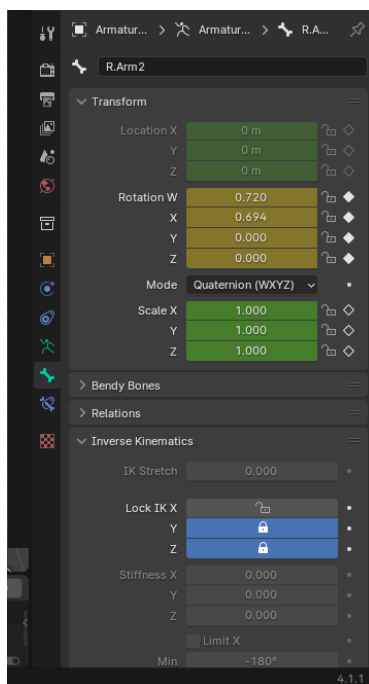 Armatur... > Armatur... > R.A...
R.Arm2
Transform
Location X 0 m
Y 0 m
Z 0 m
Rotation W 0.720
X 0.694
Y 0.000
Z 0.000
Mode Quaternion (WXYZ)
Scale X 1.000
Y 1.000
Z 1.000
Bendy Bones
Relations
Inverse Kinematics
IK Stretch 0.000
Lock IK X
Y
Z
Stiffness X 0.000
Y 0.000
Z 0.000
Limit X
Min -180°
4.1.1